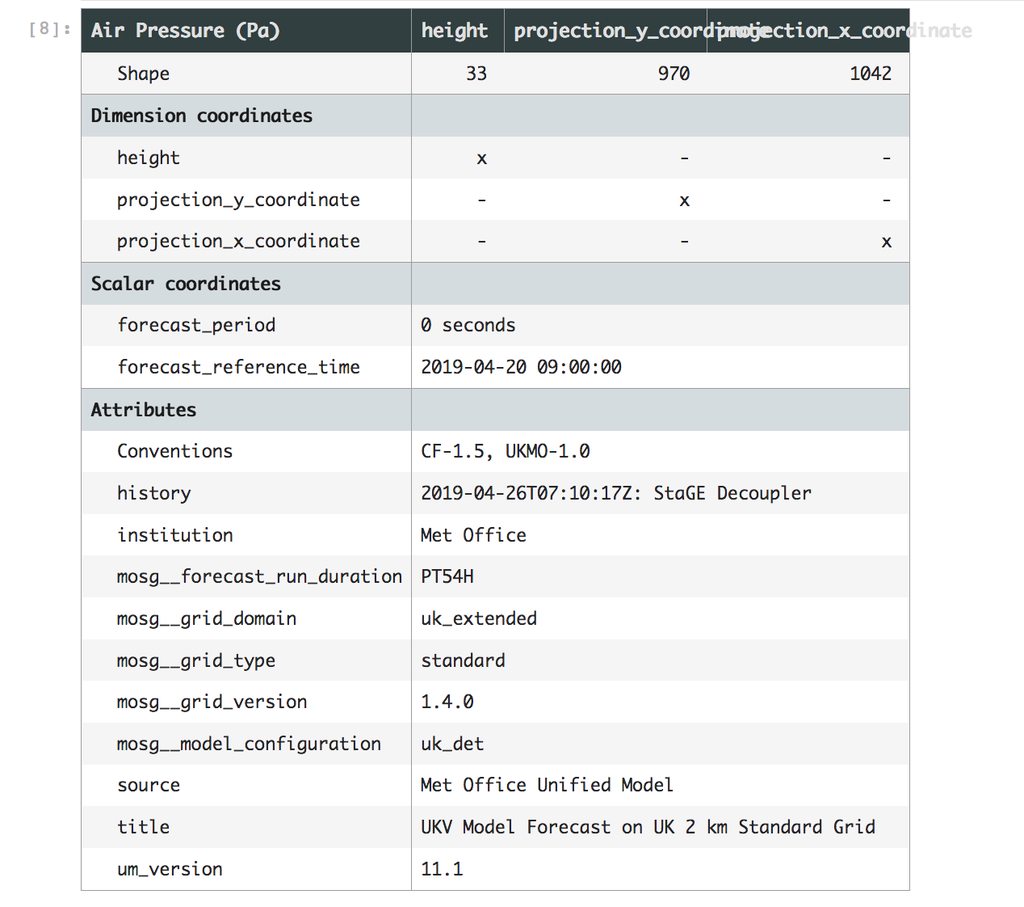 [8]: Air Pressure (Pa) height projection_y_coordinate projection_x_coordinate
Shape 33 970 1042
Dimension coordinates
height x - -
projection_y_coordinate - x -
projection_x_coordinate - - x
Scalar coordinates
forecast_period 0 seconds
forecast_reference_time 2019-04-20 09:00:00
Attributes
Conventions CF-1.5, UKMO-1.0
history 2019-04-26T07:10:17Z: StaGE Decoupler
institution Met Office
mosg__forecast_run_duration PT54H
mosg__grid_domain uk_extended
mosg__grid_type standard
mosg__grid_version 1.4.0
mosg__model_configuration uk_det
source Met Office Unified Model
title UKV Model Forecast on UK 2 km Standard Grid
um_version 11.1